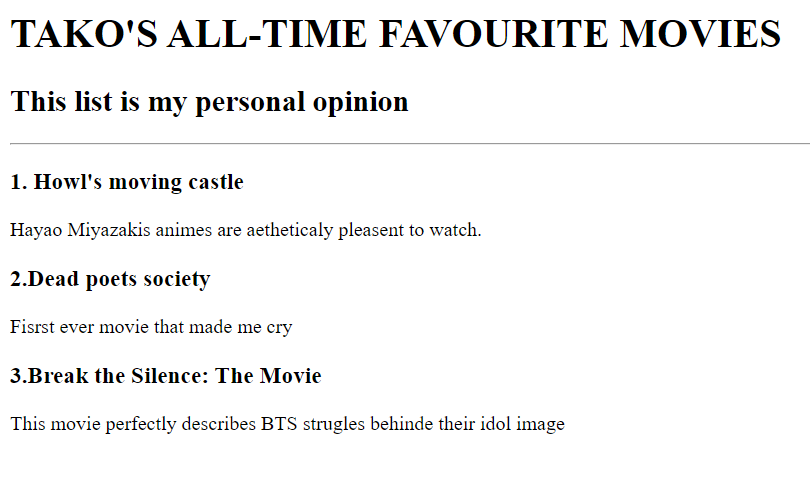 TAKO'S ALL-TIME FAVOURITE MOVIES
This list is my personal opinion
1. Howl's moving castle
Hayao Miyazakis animes are aetheticaly pleasent to watch.
2.Dead poets society
Fisrst ever movie that made me cry
3.Break the Silence: The Movie
This movie perfectly describes BTS strugles behinde their idol image